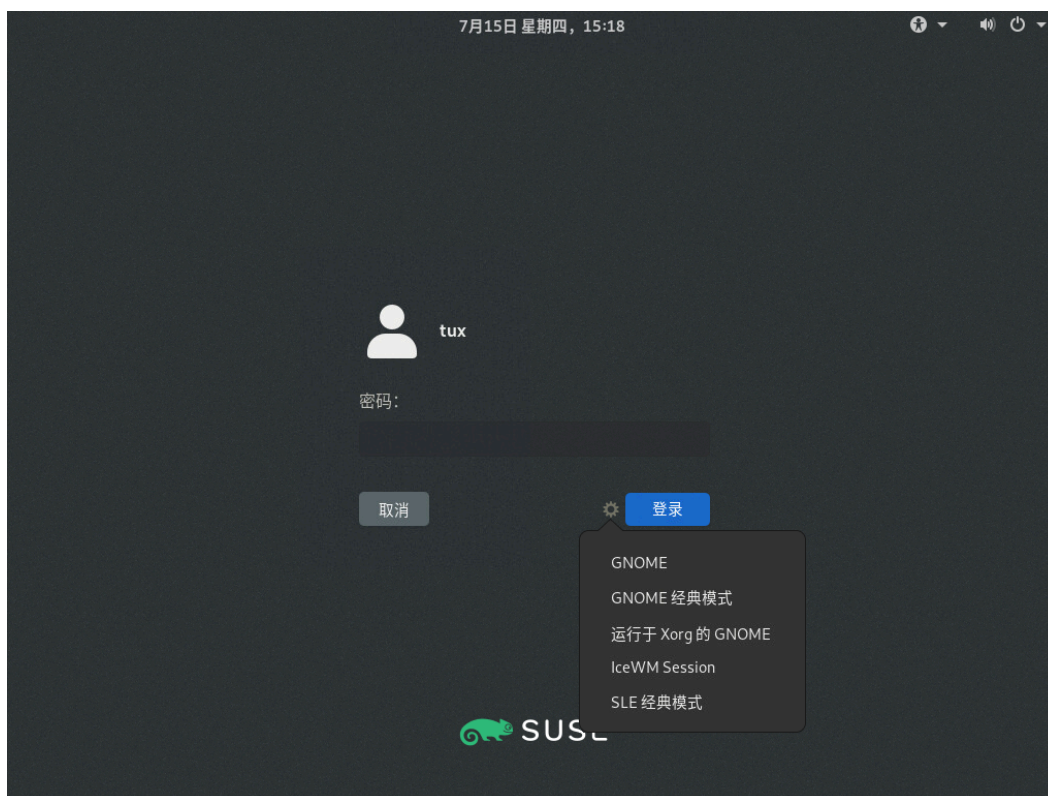 7月15日 星期四，15∶18
tux
密码：
取消
登录
GNOME
GNOME 经典模式
运行于 Xorg 的 GNOME
IceWM Session
SLE 经典模式
SUSE